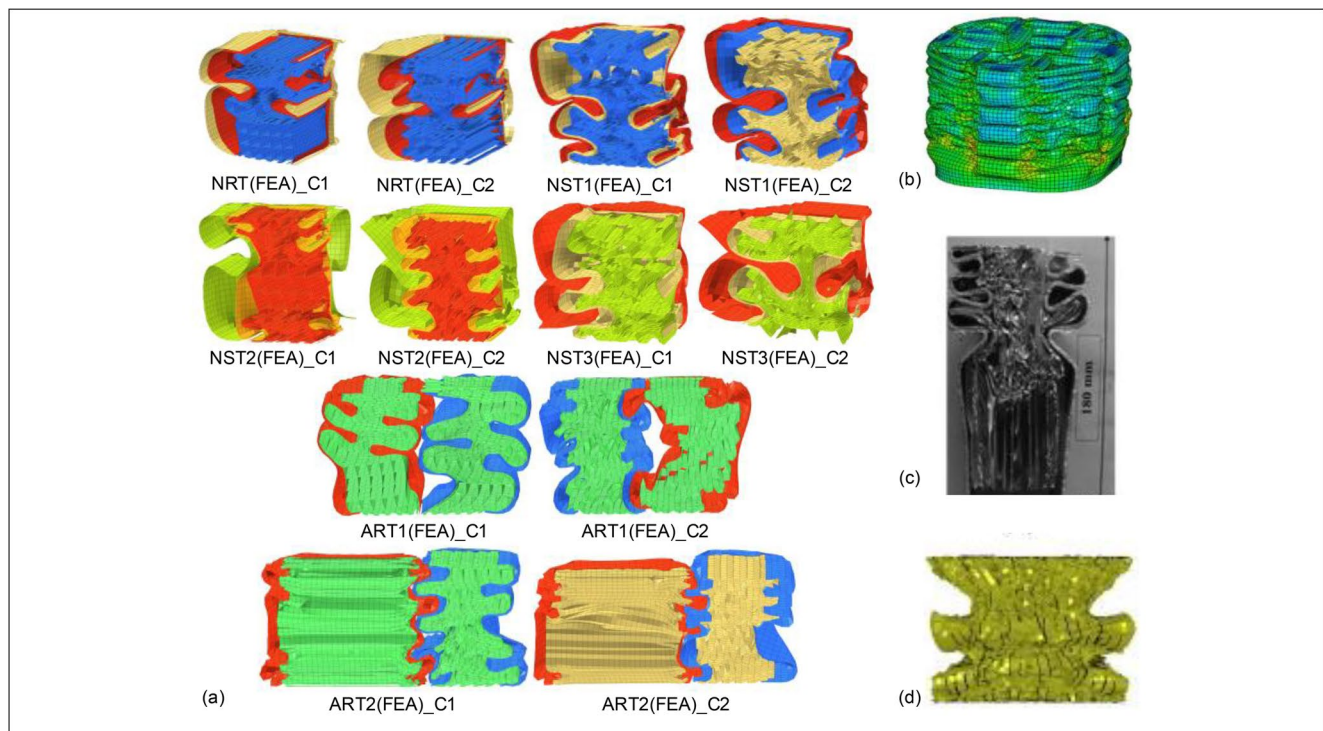 NRT(FEA)_C1
NRT(FEA)_C2
NST1(FEA)_C1
NST1(FEA)_C2
(b)
NST2(FEA)_C1
NST2(FEA)_C2
NST3(FEA)_C1
NST3(FEA)_C2
180 mm
(c)
ART1(FEA)_C1
ART1(FEA)_C2
(a)
ART2(FEA)_C1
ART2(FEA)_C2
(d)